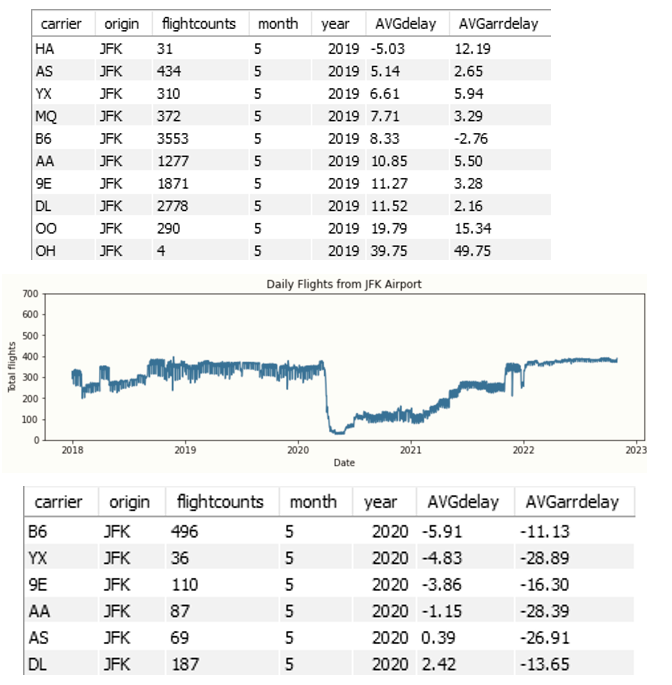 carrier origin flightcounts month year AVGdelay AVGarrdelay
HA JFK 31 5 2019 -5.03 12.19
AS JFK 434 5 2019 5.14 2.65
YX JFK 310 5 2019 6.61 5.94
MQ JFK 372 5 2019 7.71 3.29
B6 JFK 3553 5 2019 8.33 -2.76
AA JFK 1277 5 2019 10.85 5.50
9E JFK 1871 5 2019 11.27 3.28
DL JFK 2778 5 2019 11.52 2.16
OO JFK 290 5 2019 19.79 15.34
OH JFK 4 5 2019 39.75 49.75
Daily Flights from JFK Airport
700
600
500
400
300
200
100
0
Total flights
2018 2019 2020 2021 2022 2023
Date
carrier origin flightcounts month year AVGdelay AVGarrdelay
B6 JFK 496 5 2020 -5.91 -11.13
YX JFK 36 5 2020 -4.83 -28.89
9E JFK 110 5 2020 -3.86 -16.30
AA JFK 87 5 2020 -1.15 -28.39
AS JFK 69 5 2020 0.39 -26.91
DL JFK 187 5 2020 2.42 -13.65